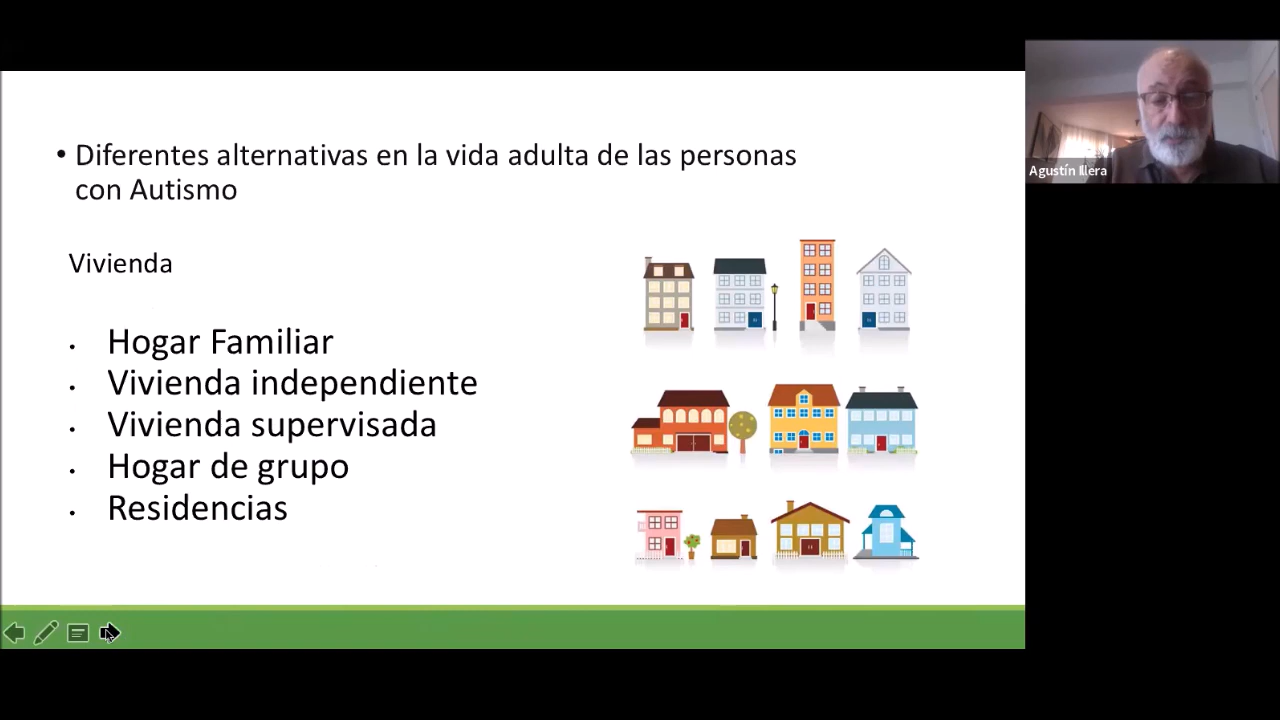 • Diferentes alternativas en la vida adulta de las personas
con Autismo
Vivienda
• Hogar Familiar
• Vivienda independiente
• Vivienda supervisada
• Hogar de grupo
• Residencias
Agustín Illera